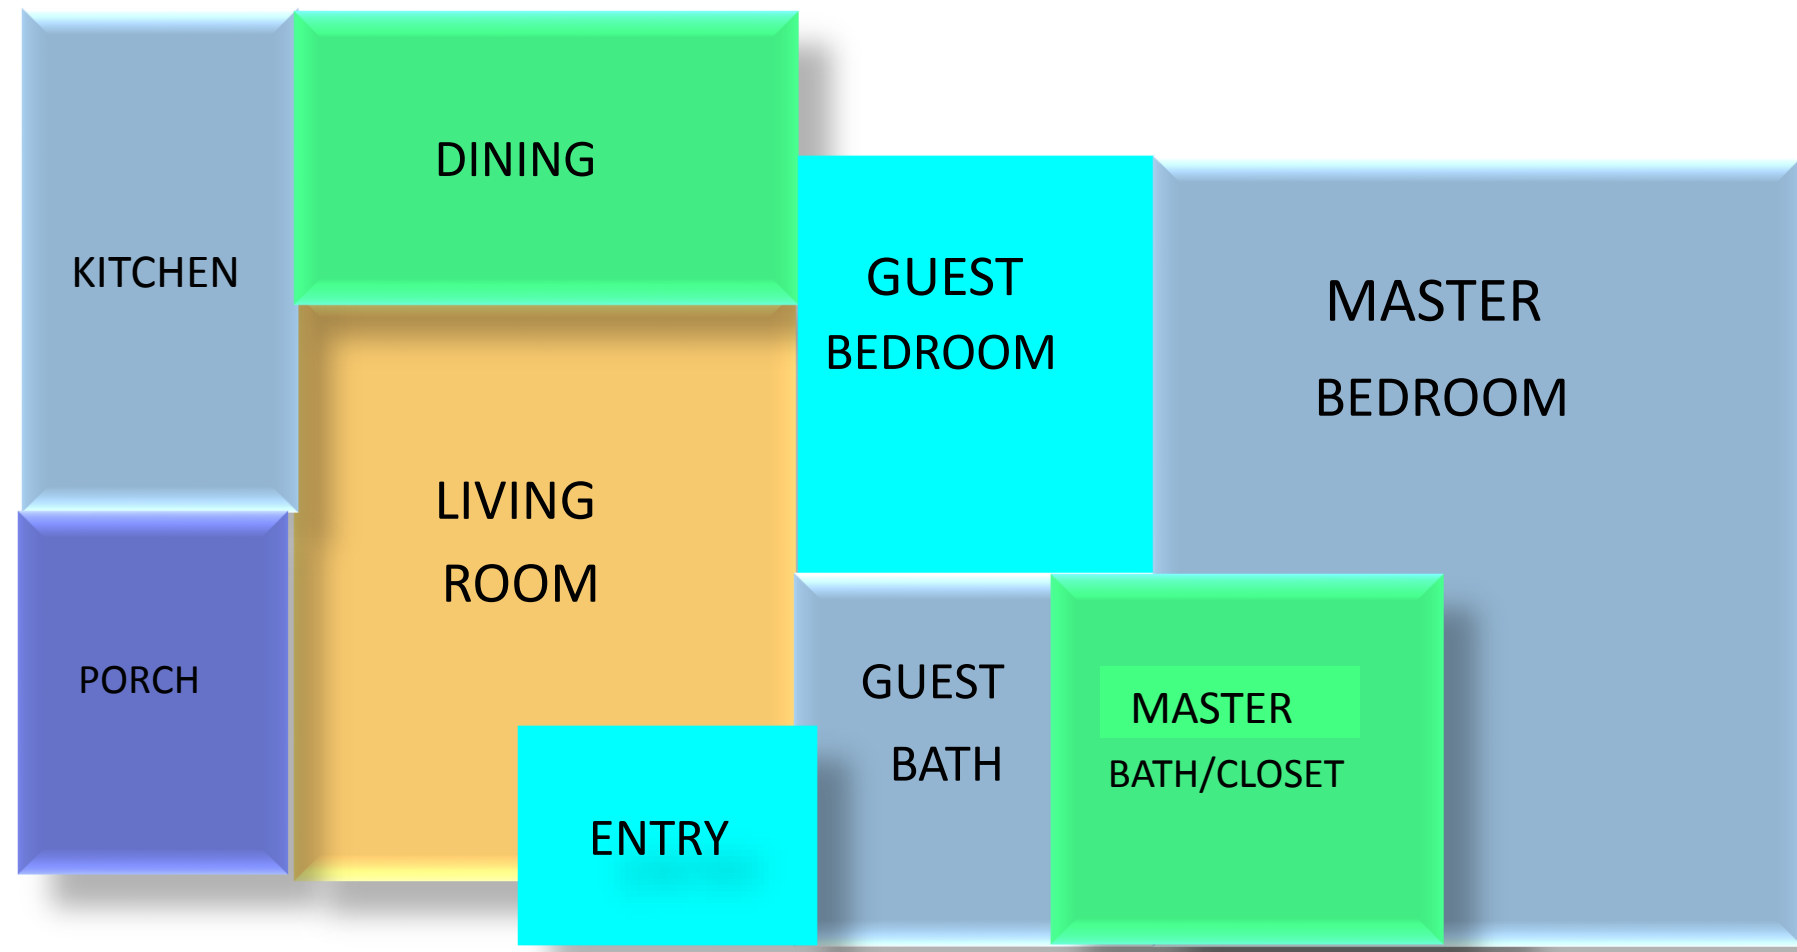 KITCHEN
DINING
LIVING
ROOM
PORCH
ENTRY
GUEST
BEDROOM
GUEST
BATH
MASTER
BEDROOM
MASTER
BATH/CLOSET